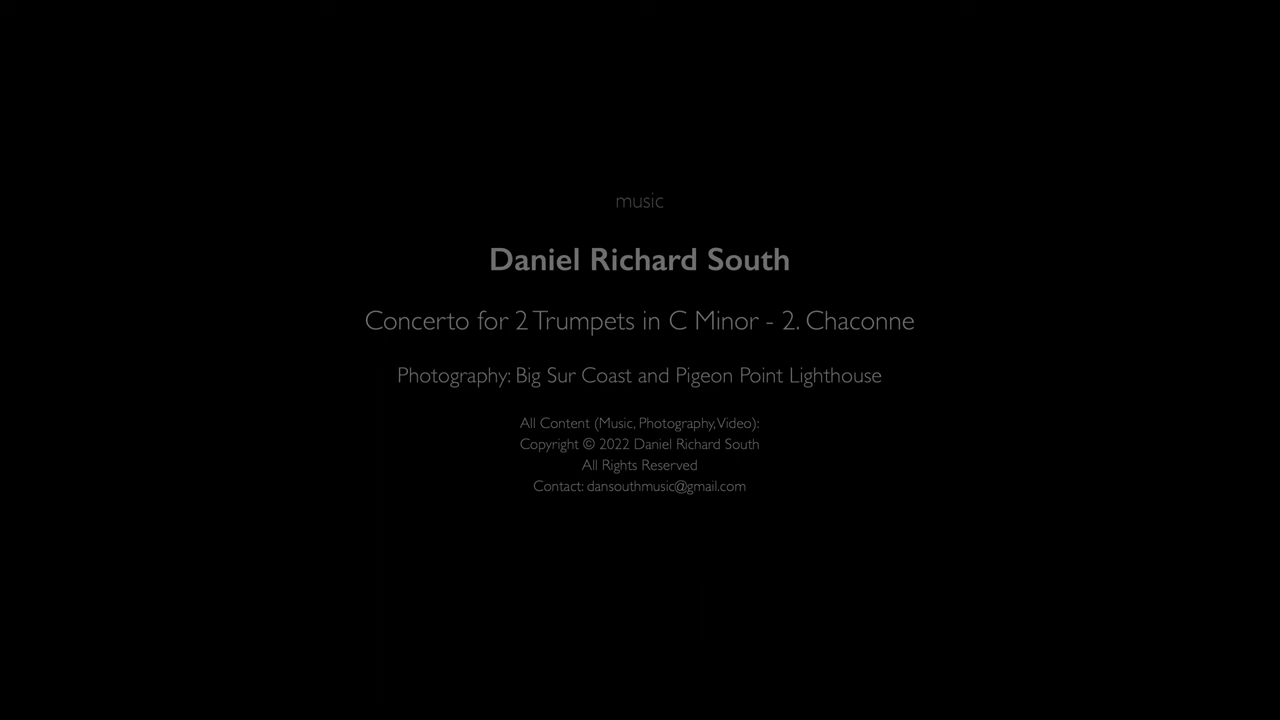 music
Daniel Richard South
Concerto for 2 Trumpets in C Minor - 2. Chaconne
Photography: Big Sur Coast and Pigeon Point Lighthouse
All Content (Music, Photography, Video):
Copyright © 2022 Daniel Richard South
All Rights Reserved
Contact: dansouthmusic@gmail.com